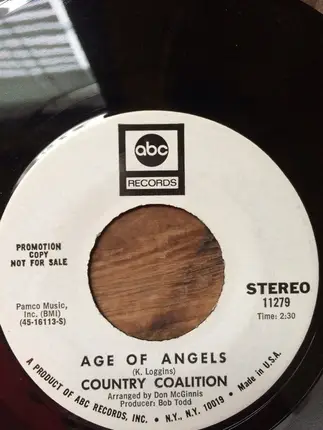 abc
RECORDS
PROMOTION
COPY
NOT FOR SALE
Pamco Music,
Inc. (BMI)
(45-16113-S)
STEREO
11279
Time: 2:30
AGE OF ANGELS
(K. Loggins)
COUNTRY COALITION
Arranged by Don McGinnis
Producer: Bob Todd
A PRODUCT OF ABC RECORDS, INC. • N.Y., N.Y. 10019 • Made in U.S.A.